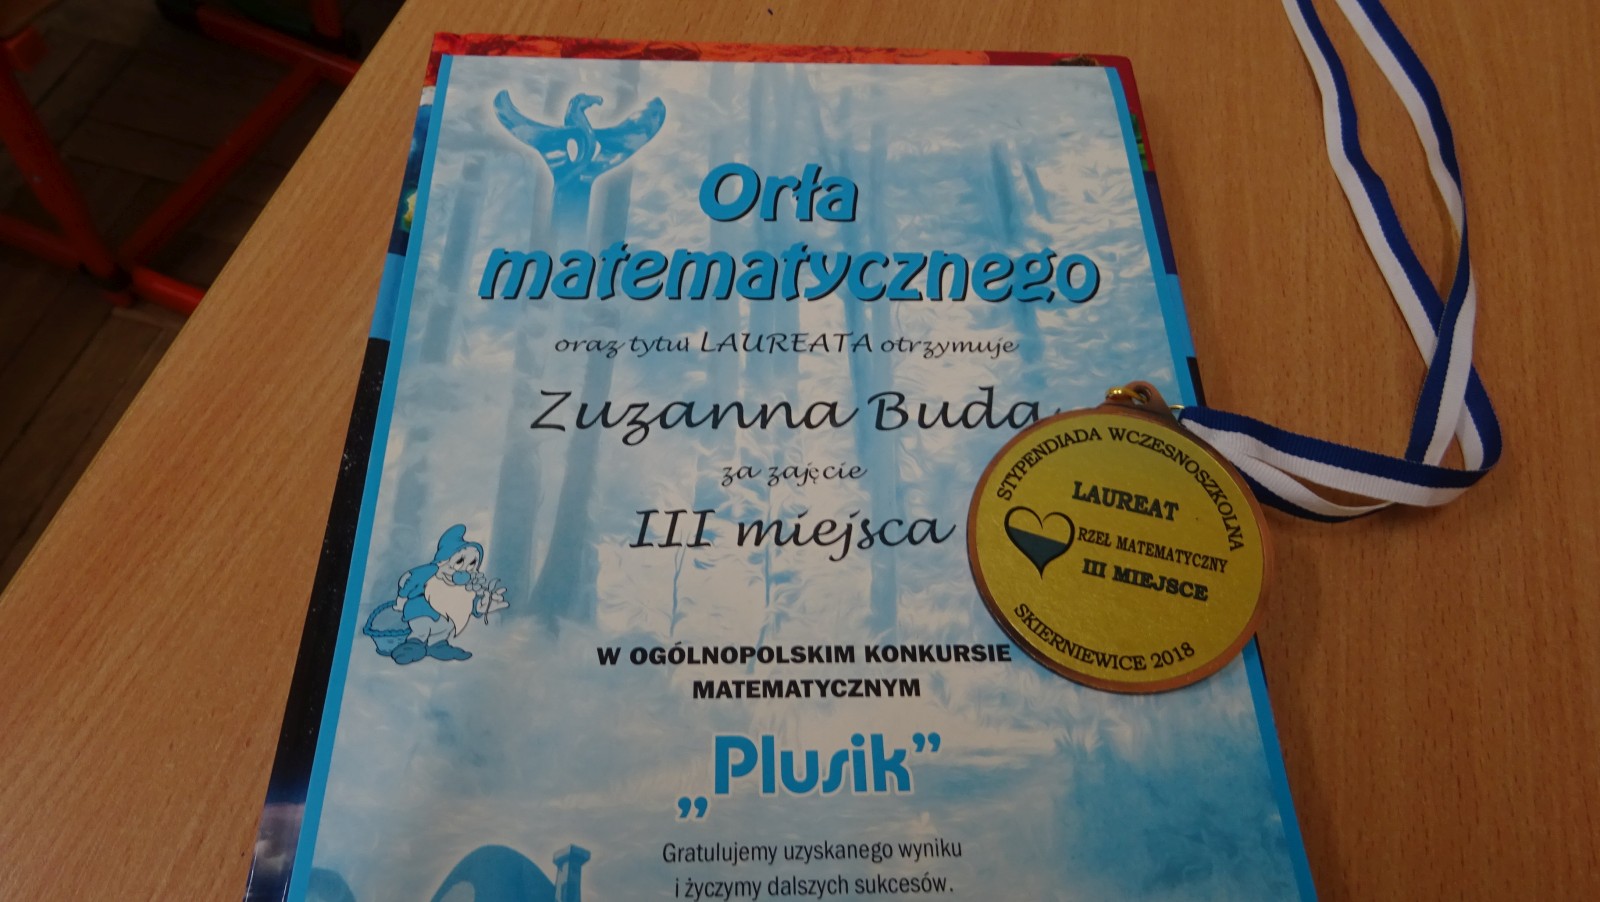 Orła
matematycznego
oraz tytuł LAUREATA otrzymuje
Zuzanna Buda
za zajęcie
III miejsca
W OGÓLNOPOLSKIM KONKURSIE
MATEMATYCZNYM
„Plusik”
Gratulujemy uzyskanego wyniku
i życzymy dalszych sukcesów.
STYPENDIADA WCZESNOSZKOLNA
LAUREAT
RZEŁ MATEMATYCZNY
III MIEJSCE
SKIERNIEWICE 2018